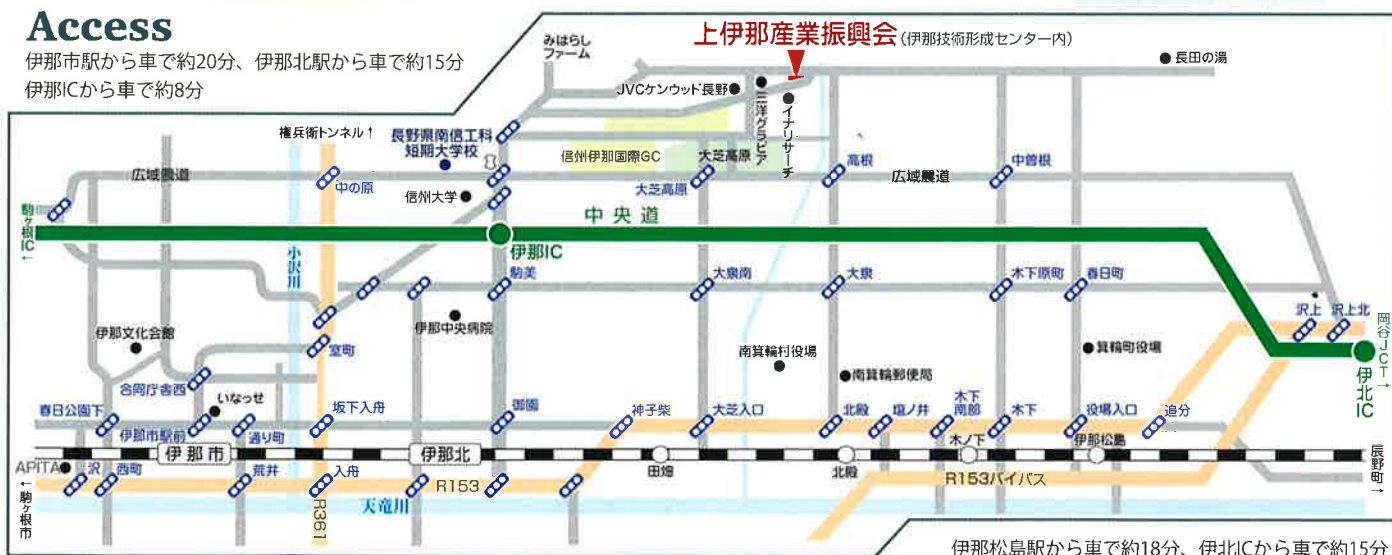 Access
伊那市駅から車で約20分、伊那北駅から車で約15分
伊那ICから車で約8分
みはらし
ファーム
上伊那産業振興会(伊那技術形成センター内)
長田の湯
JVCケンウッド長野
三洋グラビア
イナリサーチ
権兵衛トンネル↑
長野県南信工科
短期大学校
信州伊那国際GC
大芝高原
高根
中曽根
広域農道
中の原
信州大学
大芝高原
広域農道
駒ヶ根IC
←
中央道
伊那IC
小沢川
駒美
大泉南
大泉
木下原町
春日町
沢上
沢上北
岡谷JCT→
伊那文化会館
伊那中央病院
室町
南箕輪村役場
箕輪町役場
伊北IC
合同庁舎西
いなっせ
南箕輪郵便局
春日公園下
伊那市駅前
通り町
坂下入舟
御園
神子柴
大芝入口
北殿
塩ノ井
木下
南部
木下
役場入口
追分
伊那市
伊那北
田畑
北殿
木ノ下
伊那松島
辰野町→
APITA
沢
西町
荒井
入舟
R153
R153バイパス
←駒ヶ根市
R361
天竜川
伊那松島駅から車で約18分、伊北ICから車で約15分